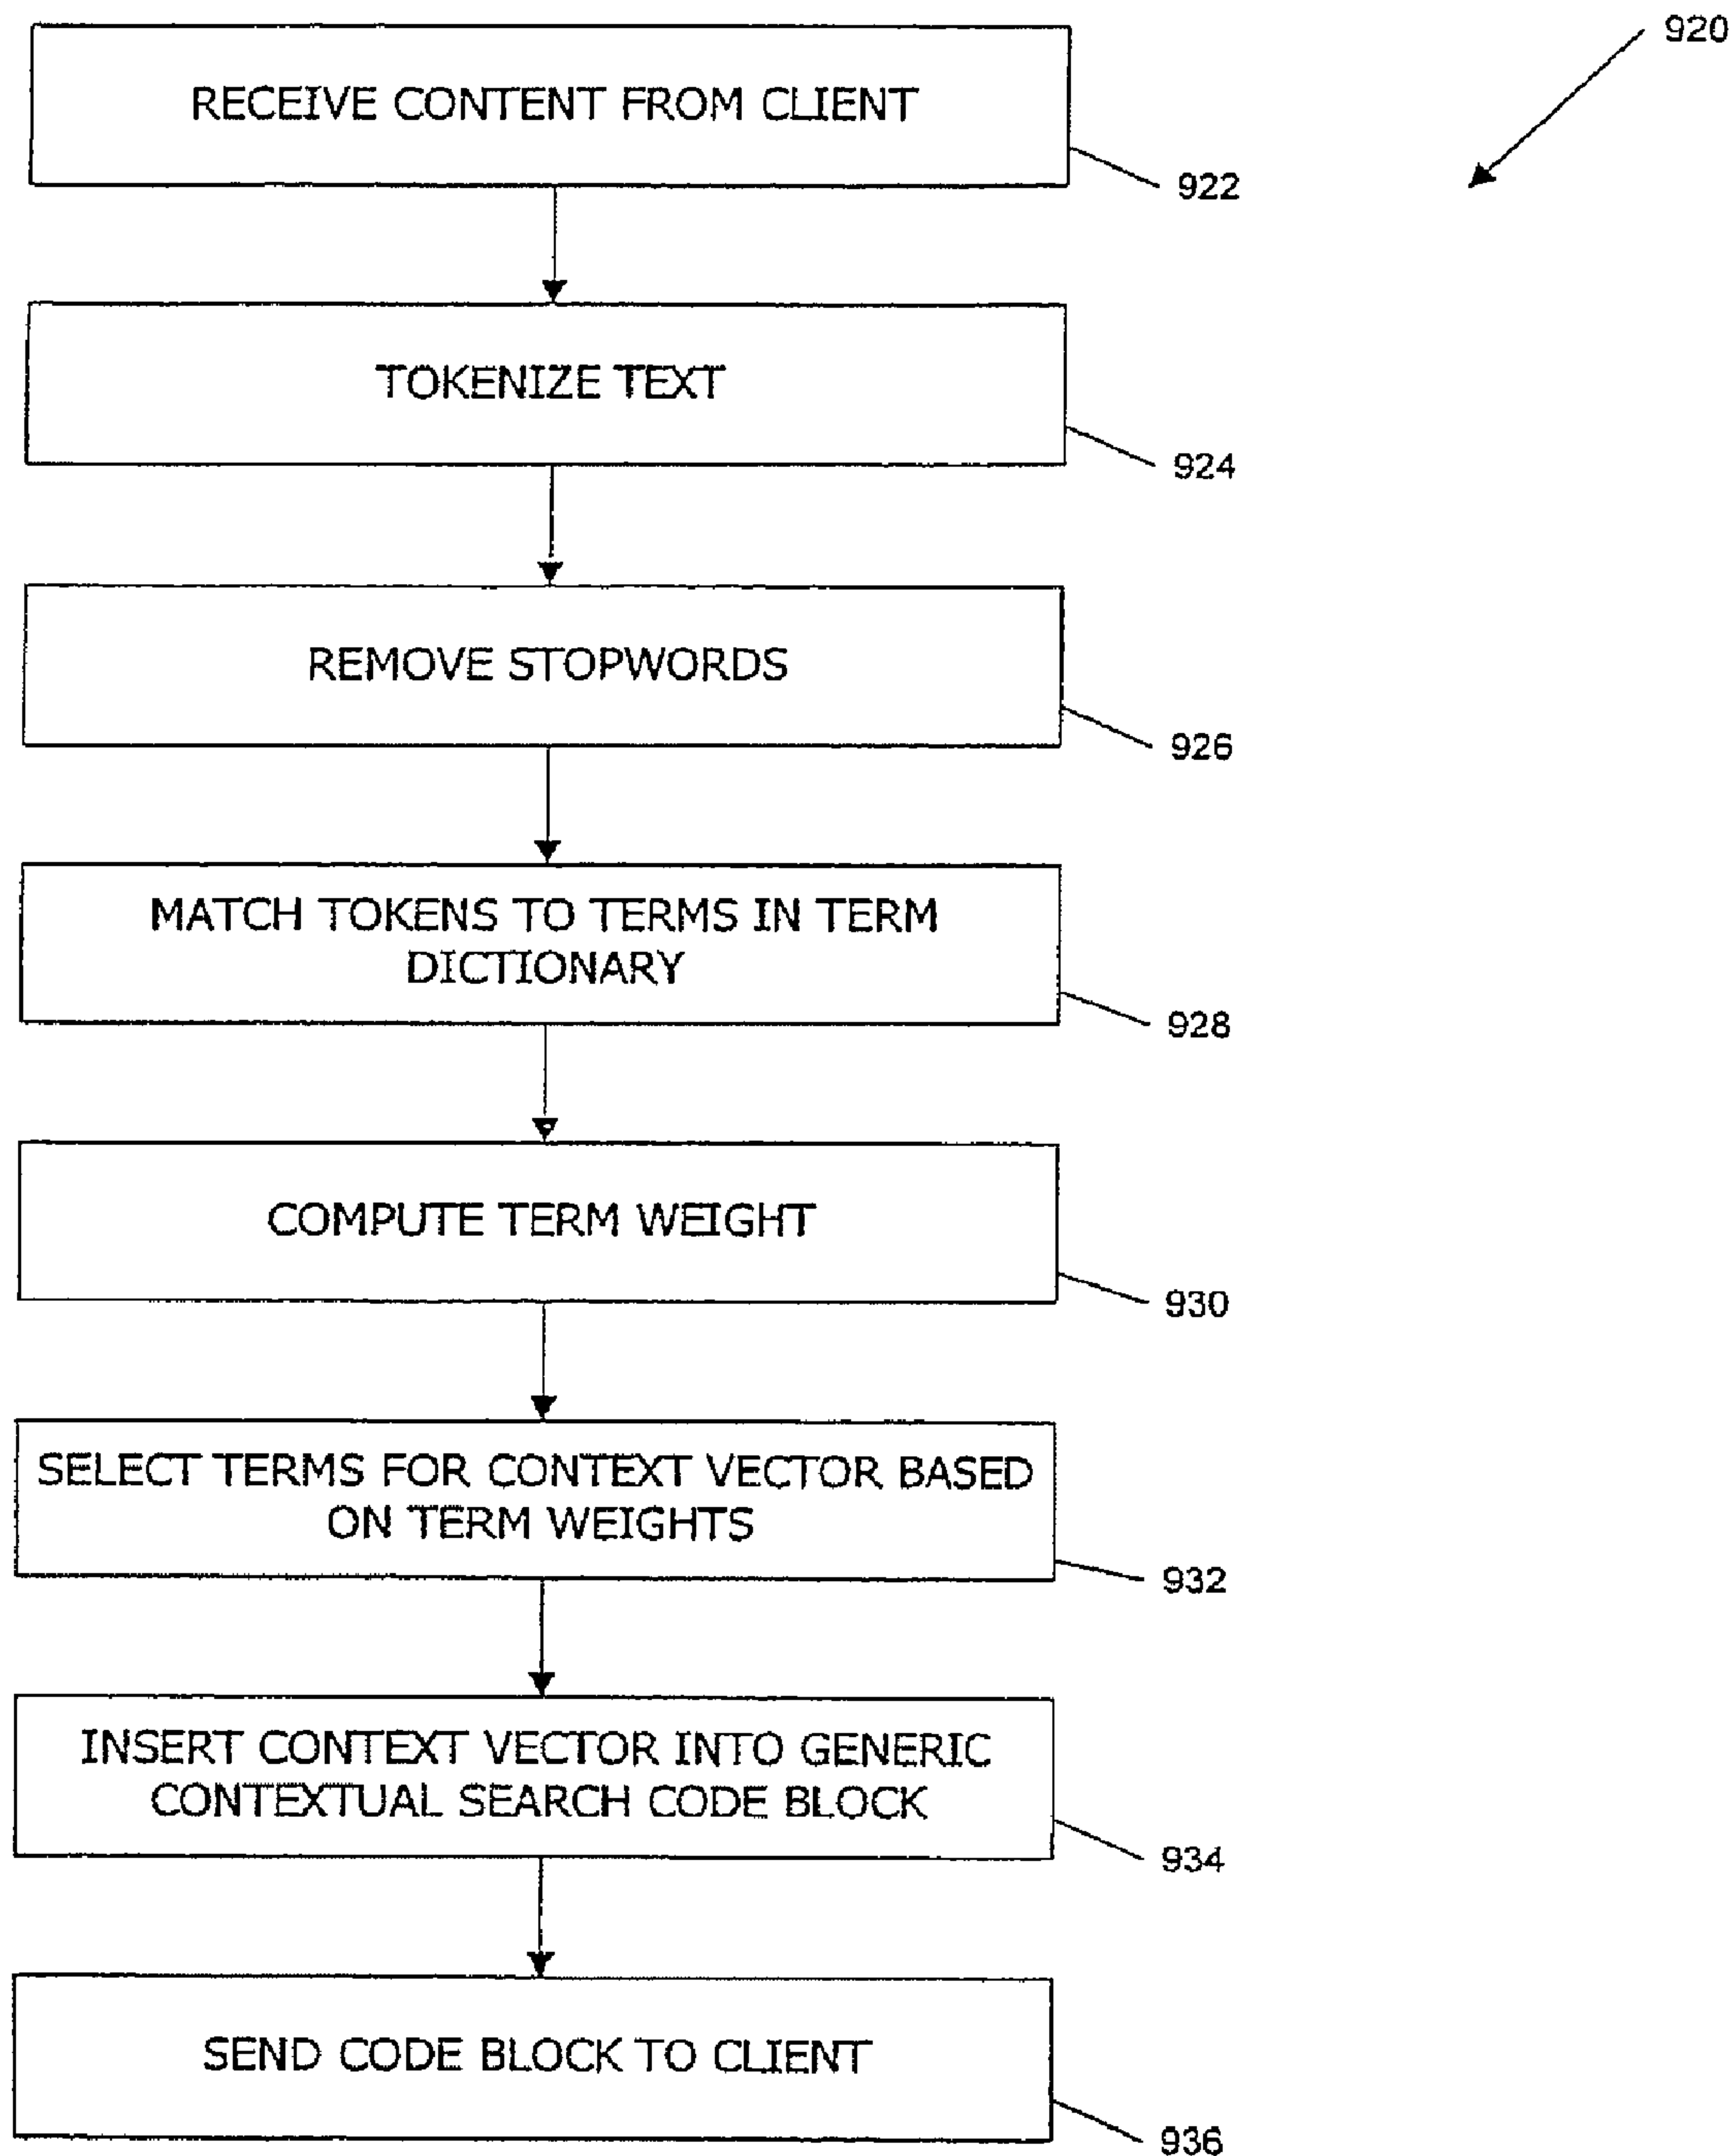 920
RECEIVE CONTENT FROM CLIENT
922
TOKENIZE TEXT
924
REMOVE STOPWORDS
926
MATCH TOKENS TO TERMS IN TERM
DICTIONARY
928
COMPUTE TERM WEIGHT
930
SELECT TERMS FOR CONTEXT VECTOR BASED
ON TERM WEIGHTS
932
INSERT CONTEXT VECTOR INTO GENERIC
CONTEXTUAL SEARCH CODE BLOCK
934
SEND CODE BLOCK TO CLIENT
936